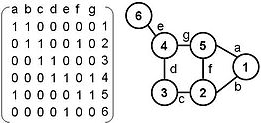 a b c d e f g
1 1 0 0 0 0 0 1
0 1 1 0 0 1 0 2
0 0 1 1 0 0 0 3
0 0 0 1 1 0 1 4
1 0 0 0 0 1 1 5
0 0 0 0 1 0 0 6
6
e
4 g 5 a
d f 1
3 c 2 b